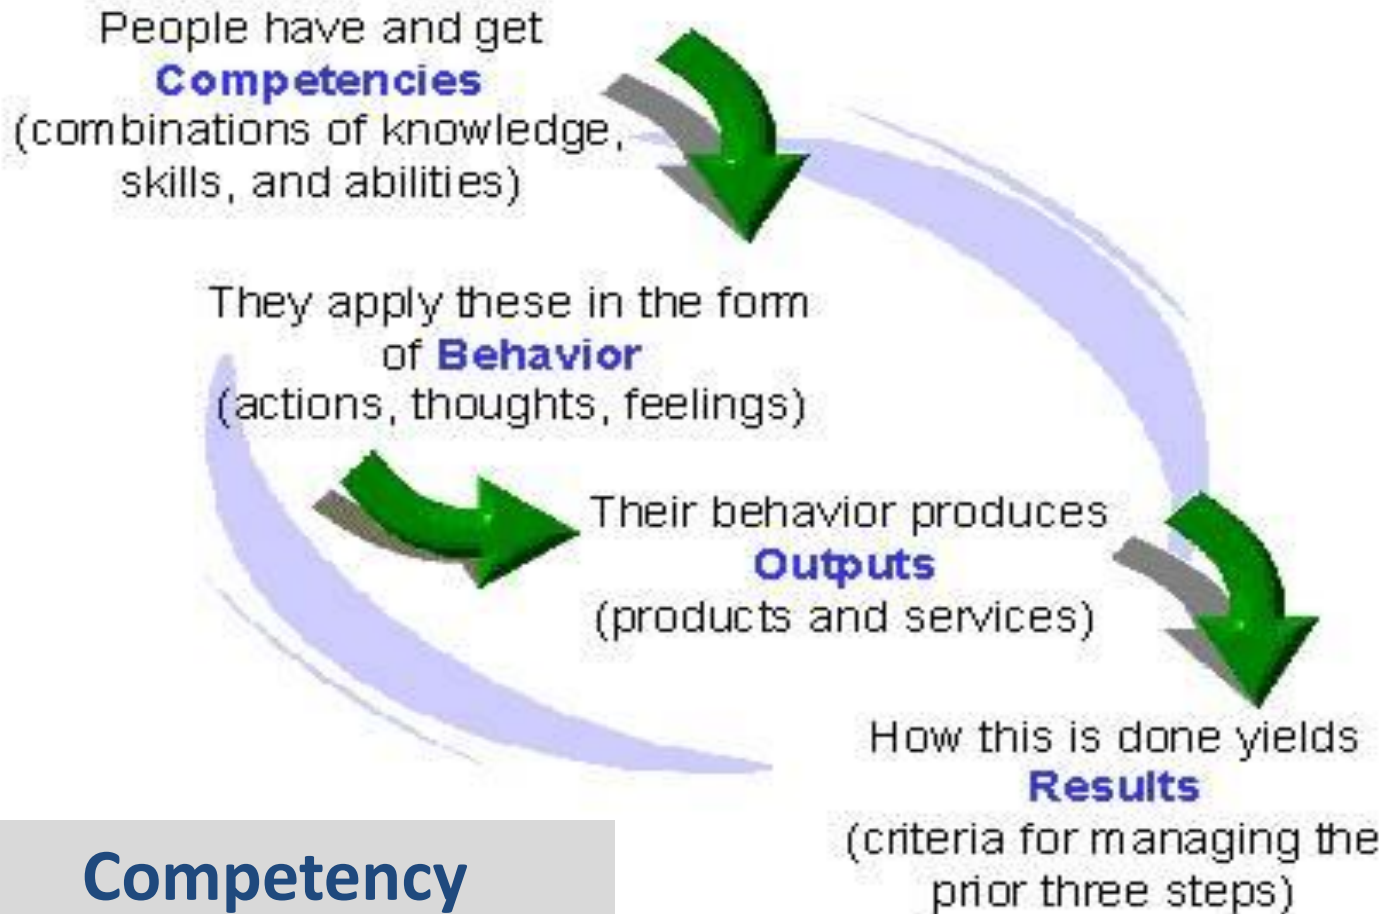 People have and get
Competencies
(combinations of knowledge,
skills, and abilities)
They apply these in the form
of Behavior
(actions, thoughts, feelings)
Their behavior produces
Outputs
(products and services)
How this is done yields
Results
(criteria for managing the
prior three steps)
Competency